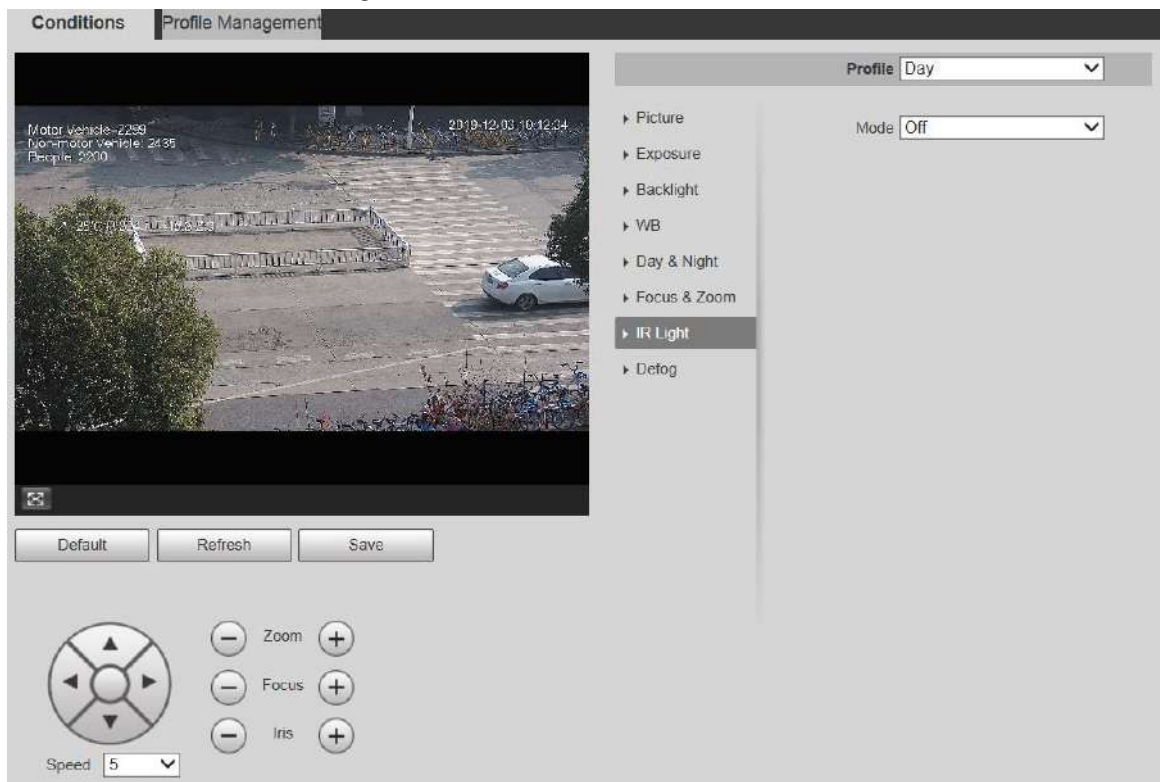 Conditions
Profile Management
Profile Day
Motor Vehicle: 2299
2019-12-03 10:12:34
Non-motor Vehicle: 2435
People: 2200
Picture
Mode Off
Exposure
Backlight
WB
Day & Night
Focus & Zoom
IR Light
Defog
Default
Refresh
Save
Zoom
Focus
Iris
Speed 5